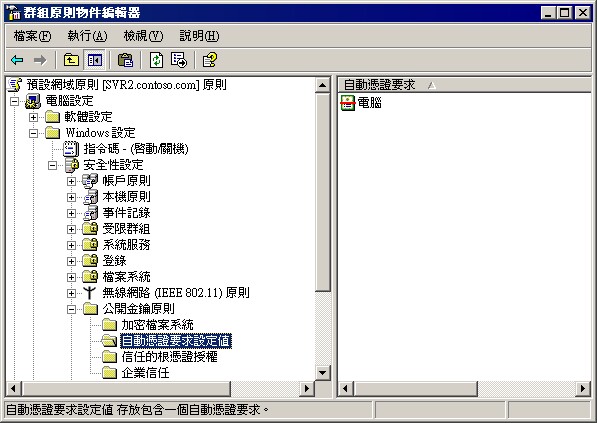 群組原則物件編輯器
檔案(F) 執行(A) 檢視(V) 說明(H)
預設網域原則 [SVR2.contoso.com] 原則
電腦設定
軟體設定
Windows 設定
指令碼 - (啓動/關機)
安全性設定
帳戶原則
本機原則
事件記錄
受限群組
系統服務
登錄
檔案系統
無線網路 (IEEE 802.11) 原則
公開金鑰原則
加密檔案系統
自動憑證要求設定值
信任的根憑證授權
企業信任
自動憑證要求
電腦
自動憑證要求設定值 存放包含一個自動憑證要求。